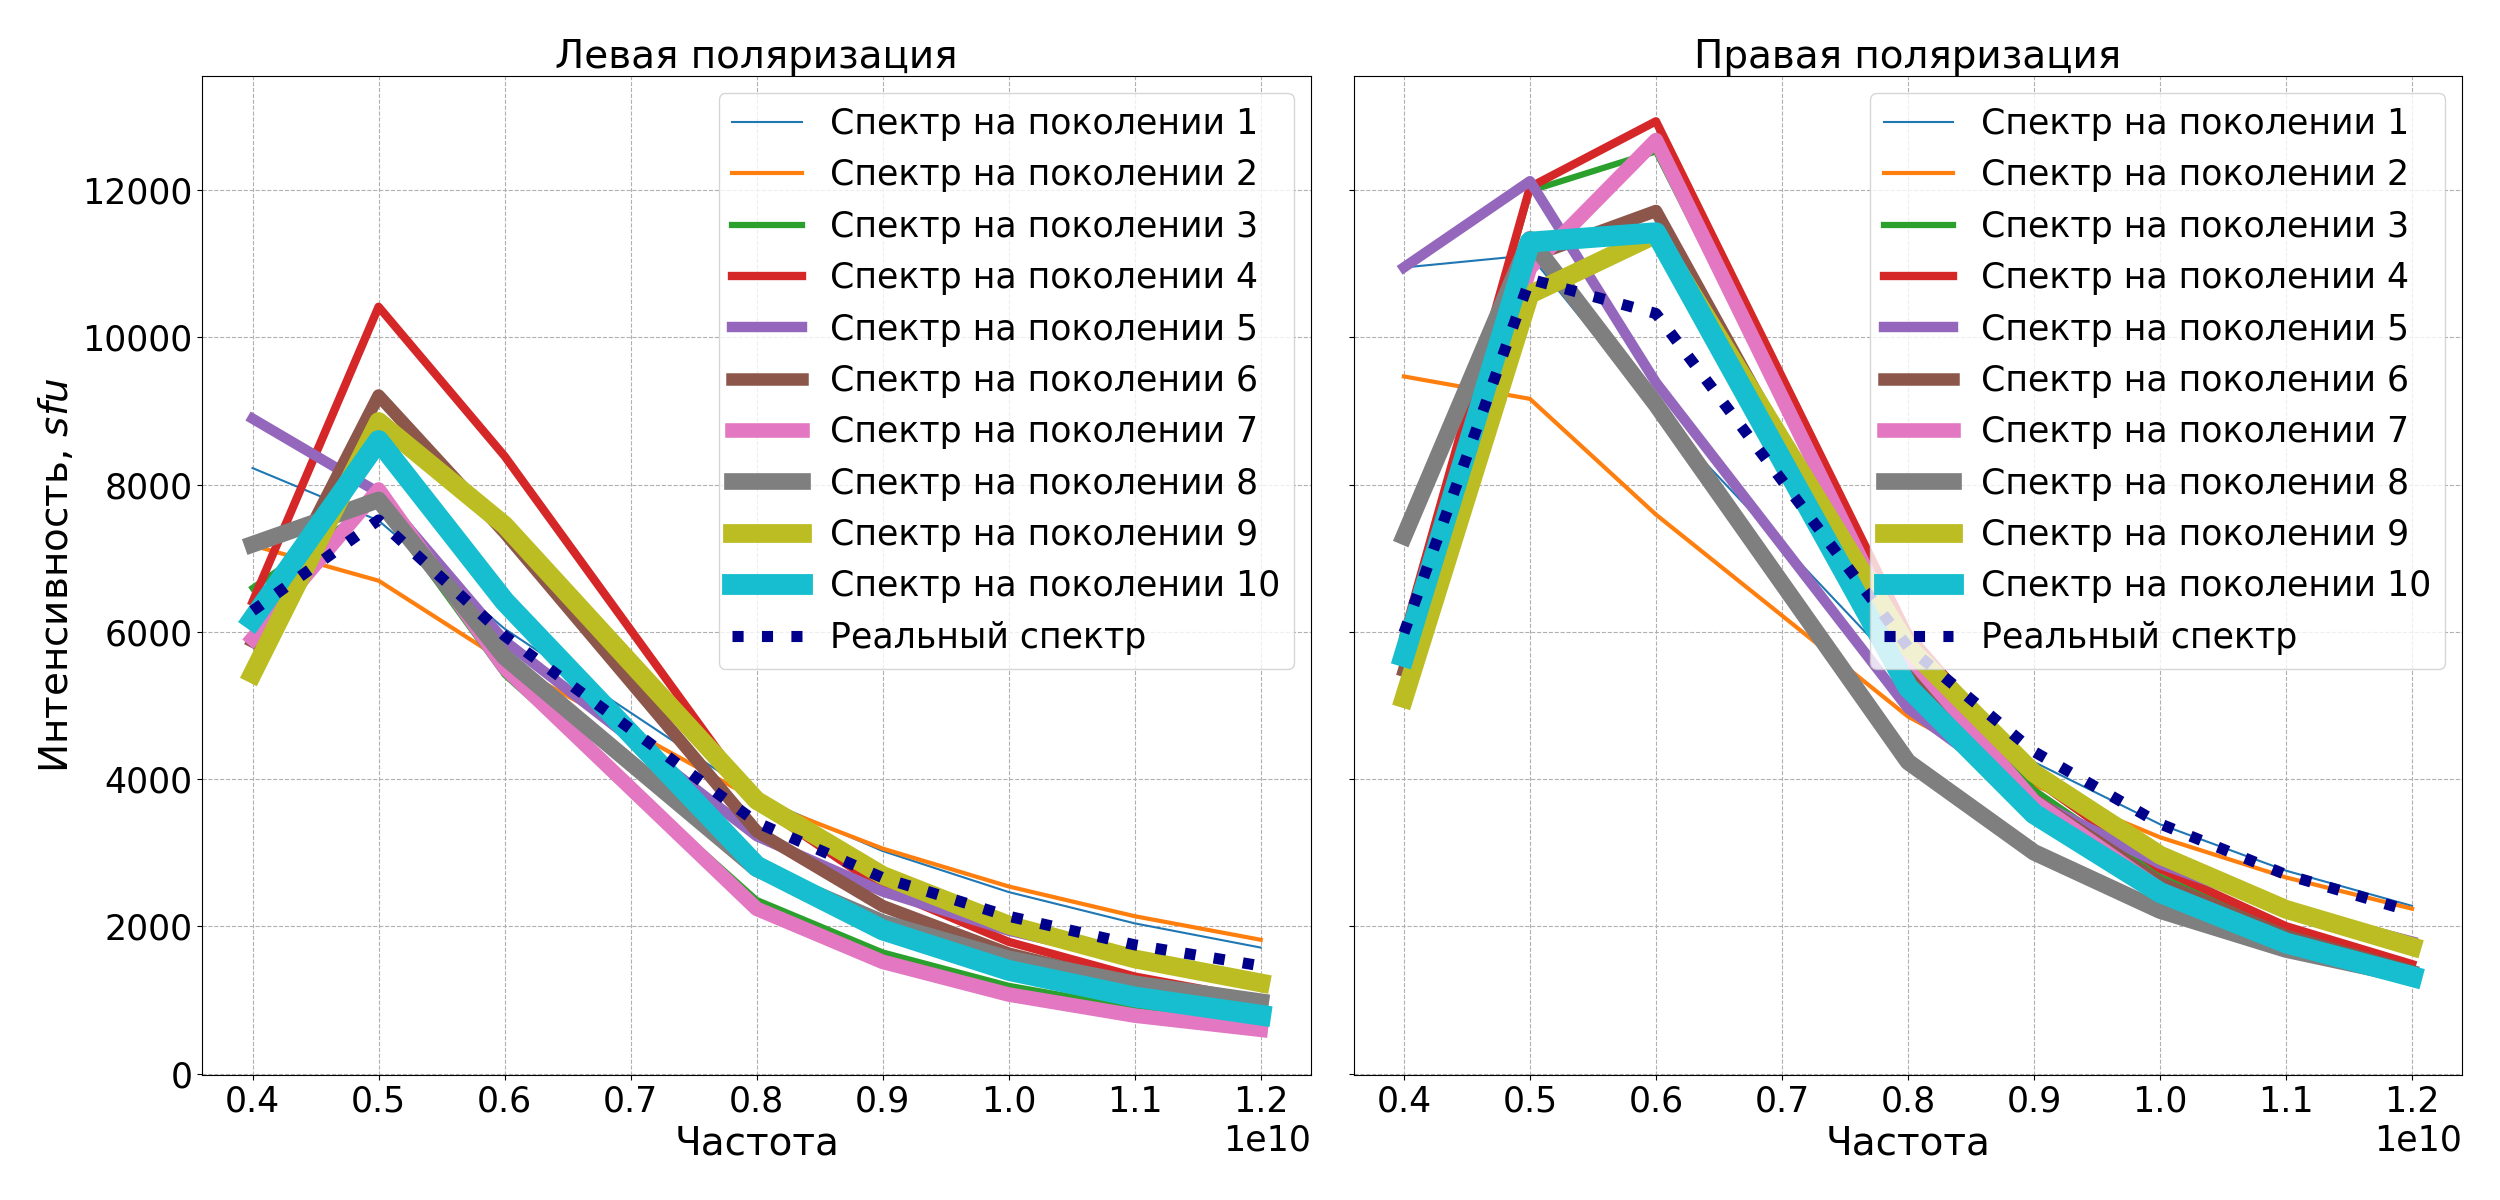 Левая поляризация
Интенсивность, sfu
12000
10000
8000
6000
4000
2000
0
Спектр на поколении 1
Спектр на поколении 2
Спектр на поколении 3
Спектр на поколении 4
Спектр на поколении 5
Спектр на поколении 6
Спектр на поколении 7
Спектр на поколении 8
Спектр на поколении 9
Спектр на поколении 10
Реальный спектр
0.4 0.5 0.6 0.7 0.8 0.9 1.0 1.1 1.2
1e10
Частота
Правая поляризация
Спектр на поколении 1
Спектр на поколении 2
Спектр на поколении 3
Спектр на поколении 4
Спектр на поколении 5
Спектр на поколении 6
Спектр на поколении 7
Спектр на поколении 8
Спектр на поколении 9
Спектр на поколении 10
Реальный спектр
0.4 0.5 0.6 0.7 0.8 0.9 1.0 1.1 1.2
1e10
Частота